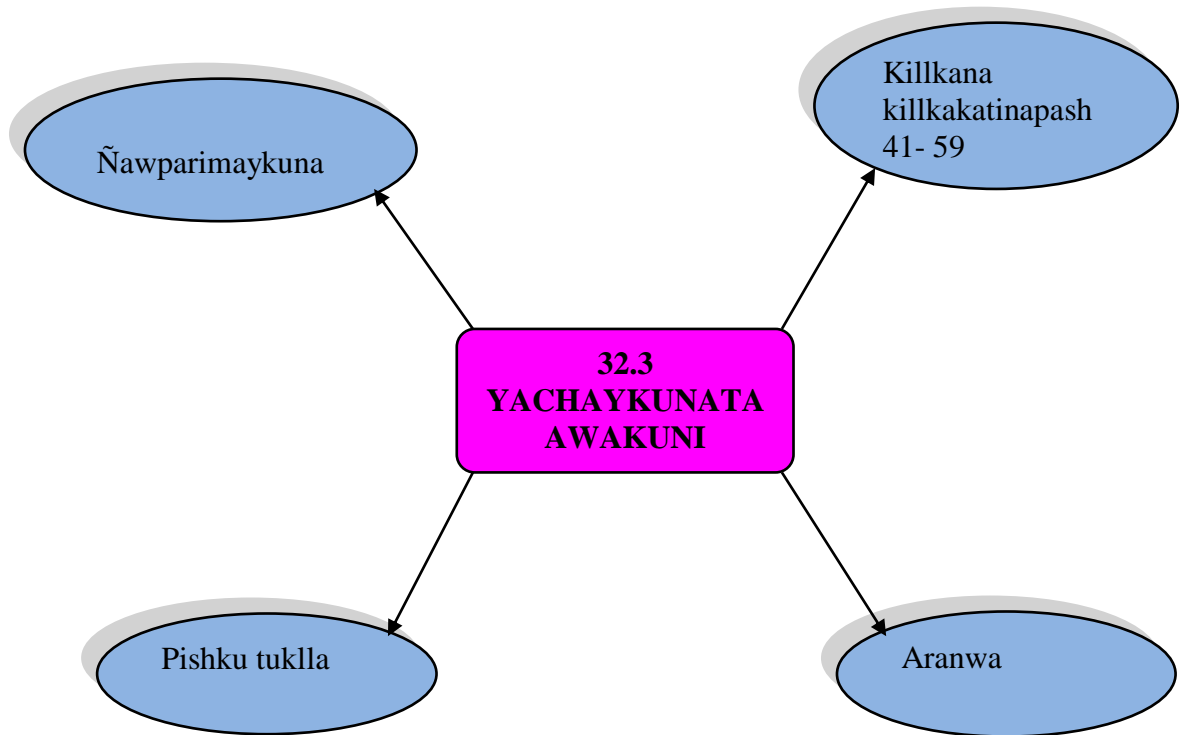 Killkana
killkakatinapash
41- 59
Ñawparimaykuna
32.3
YACHAYKUNATA
AWAKUNI
Pishku tuklla
Aranwa